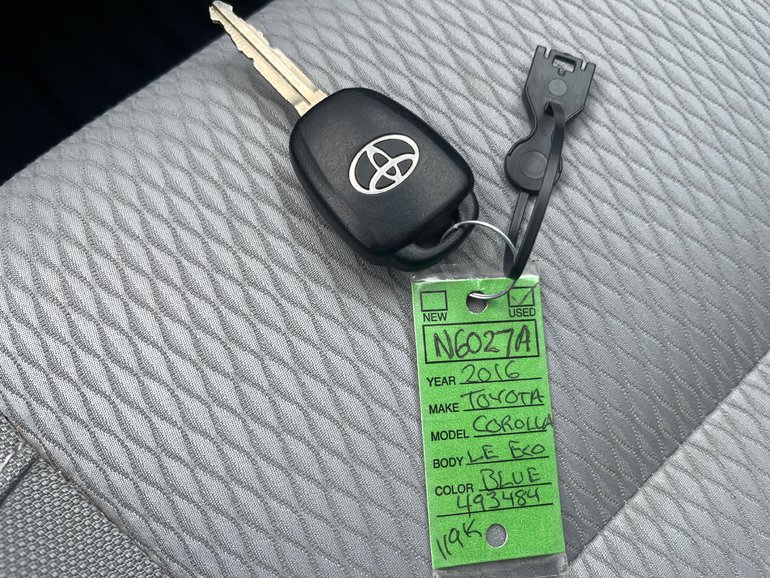 NEW USED
N6027A
YEAR 2016
MAKE TOYOTA
MODEL COROLLA
BODY LE ECO
COLOR BLUE
493484
119K